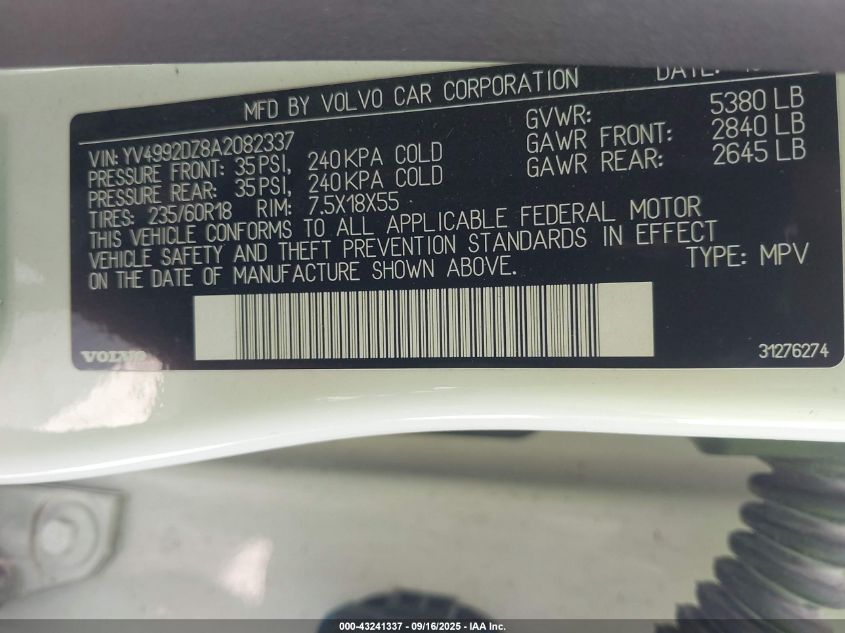 MFD BY VOLVO CAR CORPORATION DATE:
VIN: YV4992DZ8A2082337 GVWR: 5380 LB
PRESSURE FRONT: 35 PSI, 240 KPA COLD GAWR FRONT: 2840 LB
PRESSURE REAR: 35 PSI, 240 KPA COLD GAWR REAR: 2645 LB
TIRES: 235/60R18 RIM: 7.5X18X55
THIS VEHICLE CONFORMS TO ALL APPLICABLE FEDERAL MOTOR
VEHICLE SAFETY AND THEFT PREVENTION STANDARDS IN EFFECT
ON THE DATE OF MANUFACTURE SHOWN ABOVE. TYPE: MPV
VOLVO 31276274
000-43241337 - 09/16/2025 - IAA Inc.